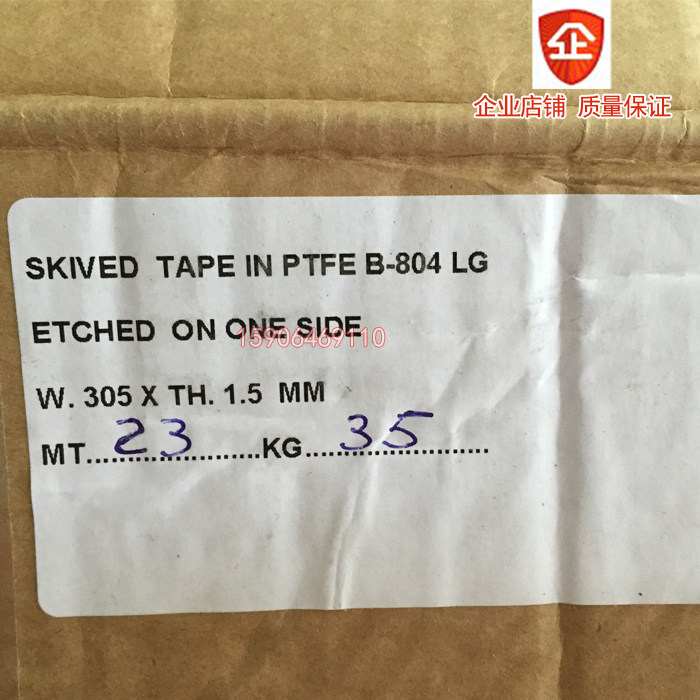 企
企业店铺 质量保证
SKIVED TAPE IN PTFE B-804 LG
ETCHED ON ONE SIDE
15906469110
W. 305 X TH. 1.5 MM
MT...23...KG...35...